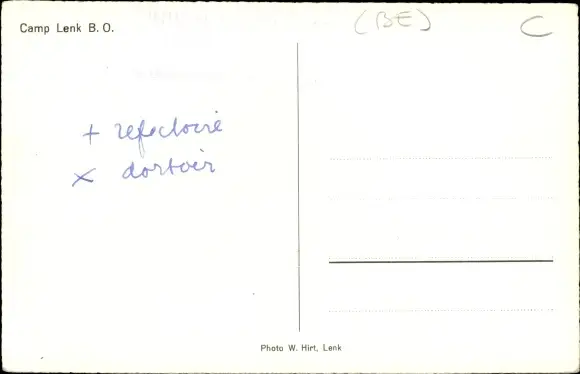 Camp Lenk B. O.
(BE)
C
+ refectoire
x dortoir
Photo W. Hirt, Lenk